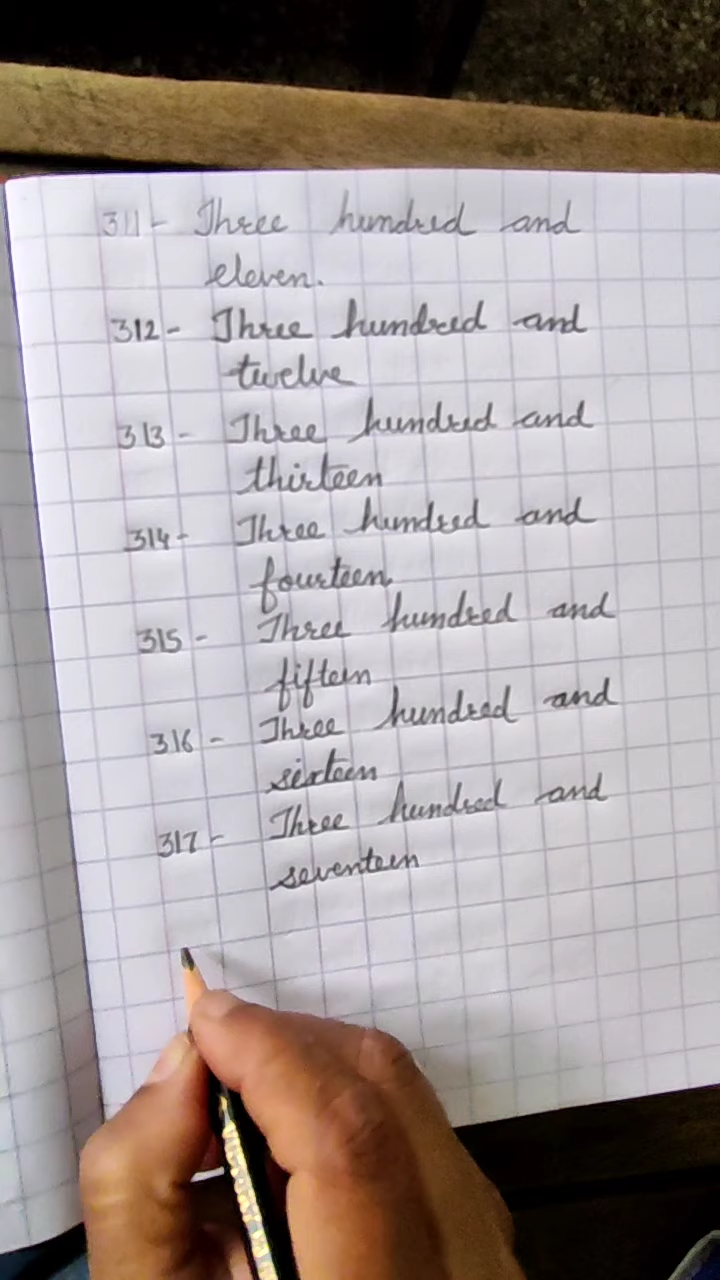 311- Three hundred and
eleven.
312- Three hundred and
twelve
313- Three hundred and
thirteen
314- Three hundred and
fourteen
315- Three hundred and
fifteen
316- Three hundred and
sixteen
317- Three hundred and
seventeen